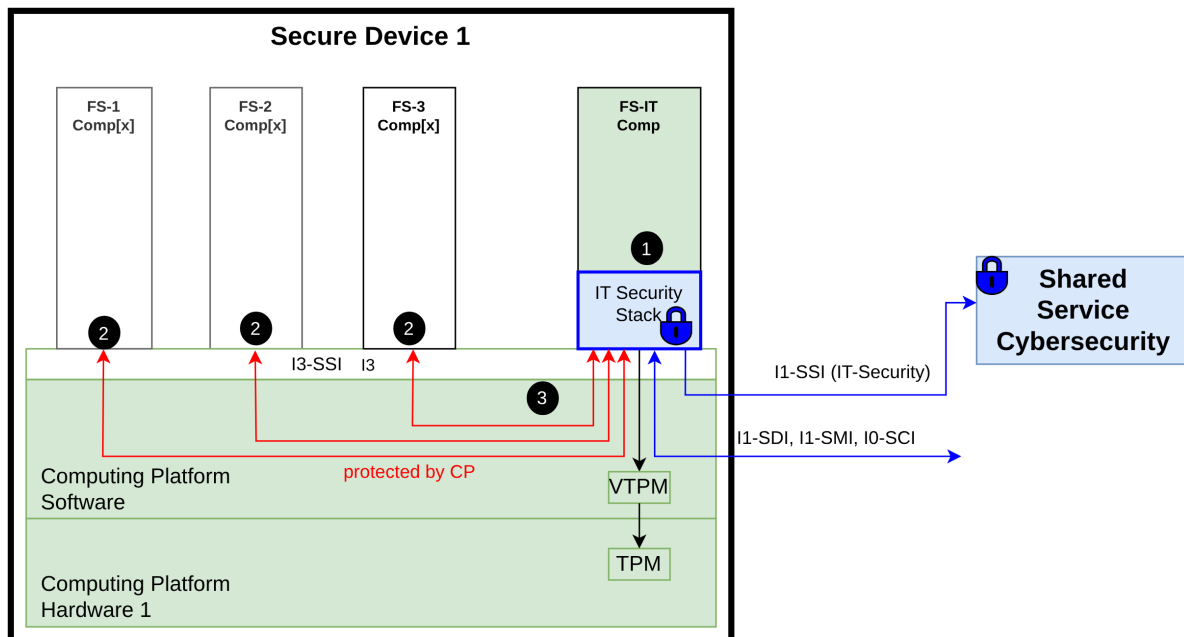 Secure Device 1
FS-1
Comp[x]
FS-2
Comp[x]
FS-3
Comp[x]
FS-IT
Comp
1
IT Security
Stack
2
2
2
I3-SSI
I3
3
Shared
Service
Cybersecurity
I1-SSI (IT-Security)
I1-SDI, I1-SMI, I0-SCI
protected by CP
Computing Platform
Software
VTPM
TPM
Computing Platform
Hardware 1